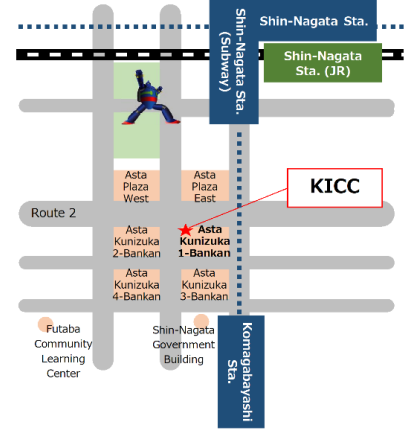 Shin-Nagata Sta.
Shin-Nagata
Sta. (JR)
Shin-Nagata Sta.
(Subway)
Asta
Plaza
West
Asta
Plaza
East
KICC
Route 2
Asta
Kunizuka
2-Bankan
Asta
Kunizuka
1-Bankan
Asta
Kunizuka
4-Bankan
Asta
Kunizuka
3-Bankan
Futaba
Community
Learning
Center
Shin-Nagata
Government
Building
Komagabayashi
Sta.